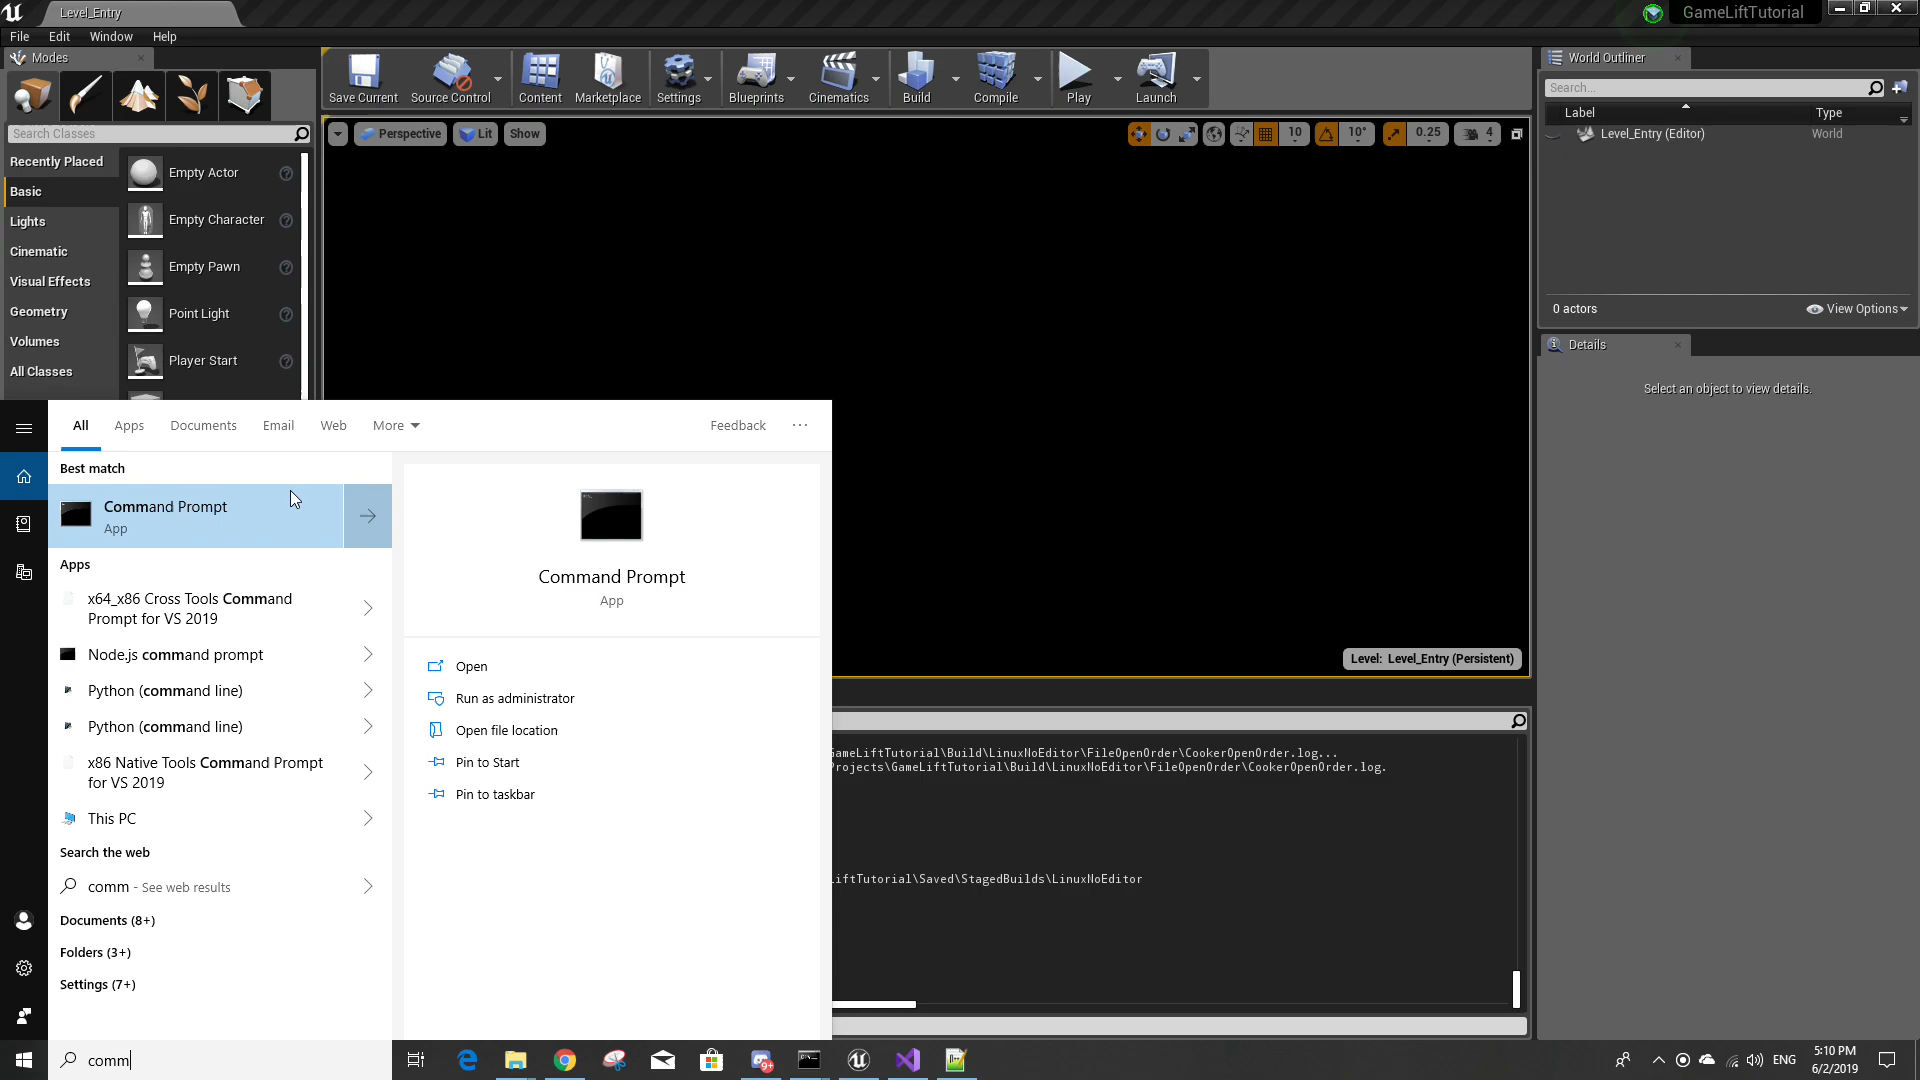 Level_Entry
GameLiftTutorial
File Edit Window Help
Modes
Search Classes
Recently Placed
Basic
Lights
Cinematic
Visual Effects
Geometry
Volumes
All Classes
Empty Actor
Empty Character
Empty Pawn
Point Light
Player Start
Save Current Source Control Content Marketplace Settings Blueprints Cinematics Build Compile Play Launch
Perspective Lit Show
10 10° 0.25 4
Level: Level_Entry (Persistent)
World Outliner
Search...
Label Type
Level_Entry (Editor) World
0 actors View Options
Details
Select an object to view details.
All Apps Documents Email Web More Feedback ...
Best match
Command Prompt
App
Apps
x64_x86 Cross Tools Command
Prompt for VS 2019
Node.js command prompt
Python (command line)
Python (command line)
x86 Native Tools Command Prompt
for VS 2019
This PC
Search the web
comm - See web results
Documents (8+)
Folders (3+)
Settings (7+)
Command Prompt
App
Open
Run as administrator
Open file location
Pin to Start
Pin to taskbar
GameLiftTutorial\Build\LinuxNoEditor\FileOpenOrder\CookerOpenOrder.log...
Projects\GameLiftTutorial\Build\LinuxNoEditor\FileOpenOrder\CookerOpenOrder.log.
iftTutorial\Saved\StagedBuilds\LinuxNoEditor
comm
9+
ENG
5:10 PM
6/2/2019